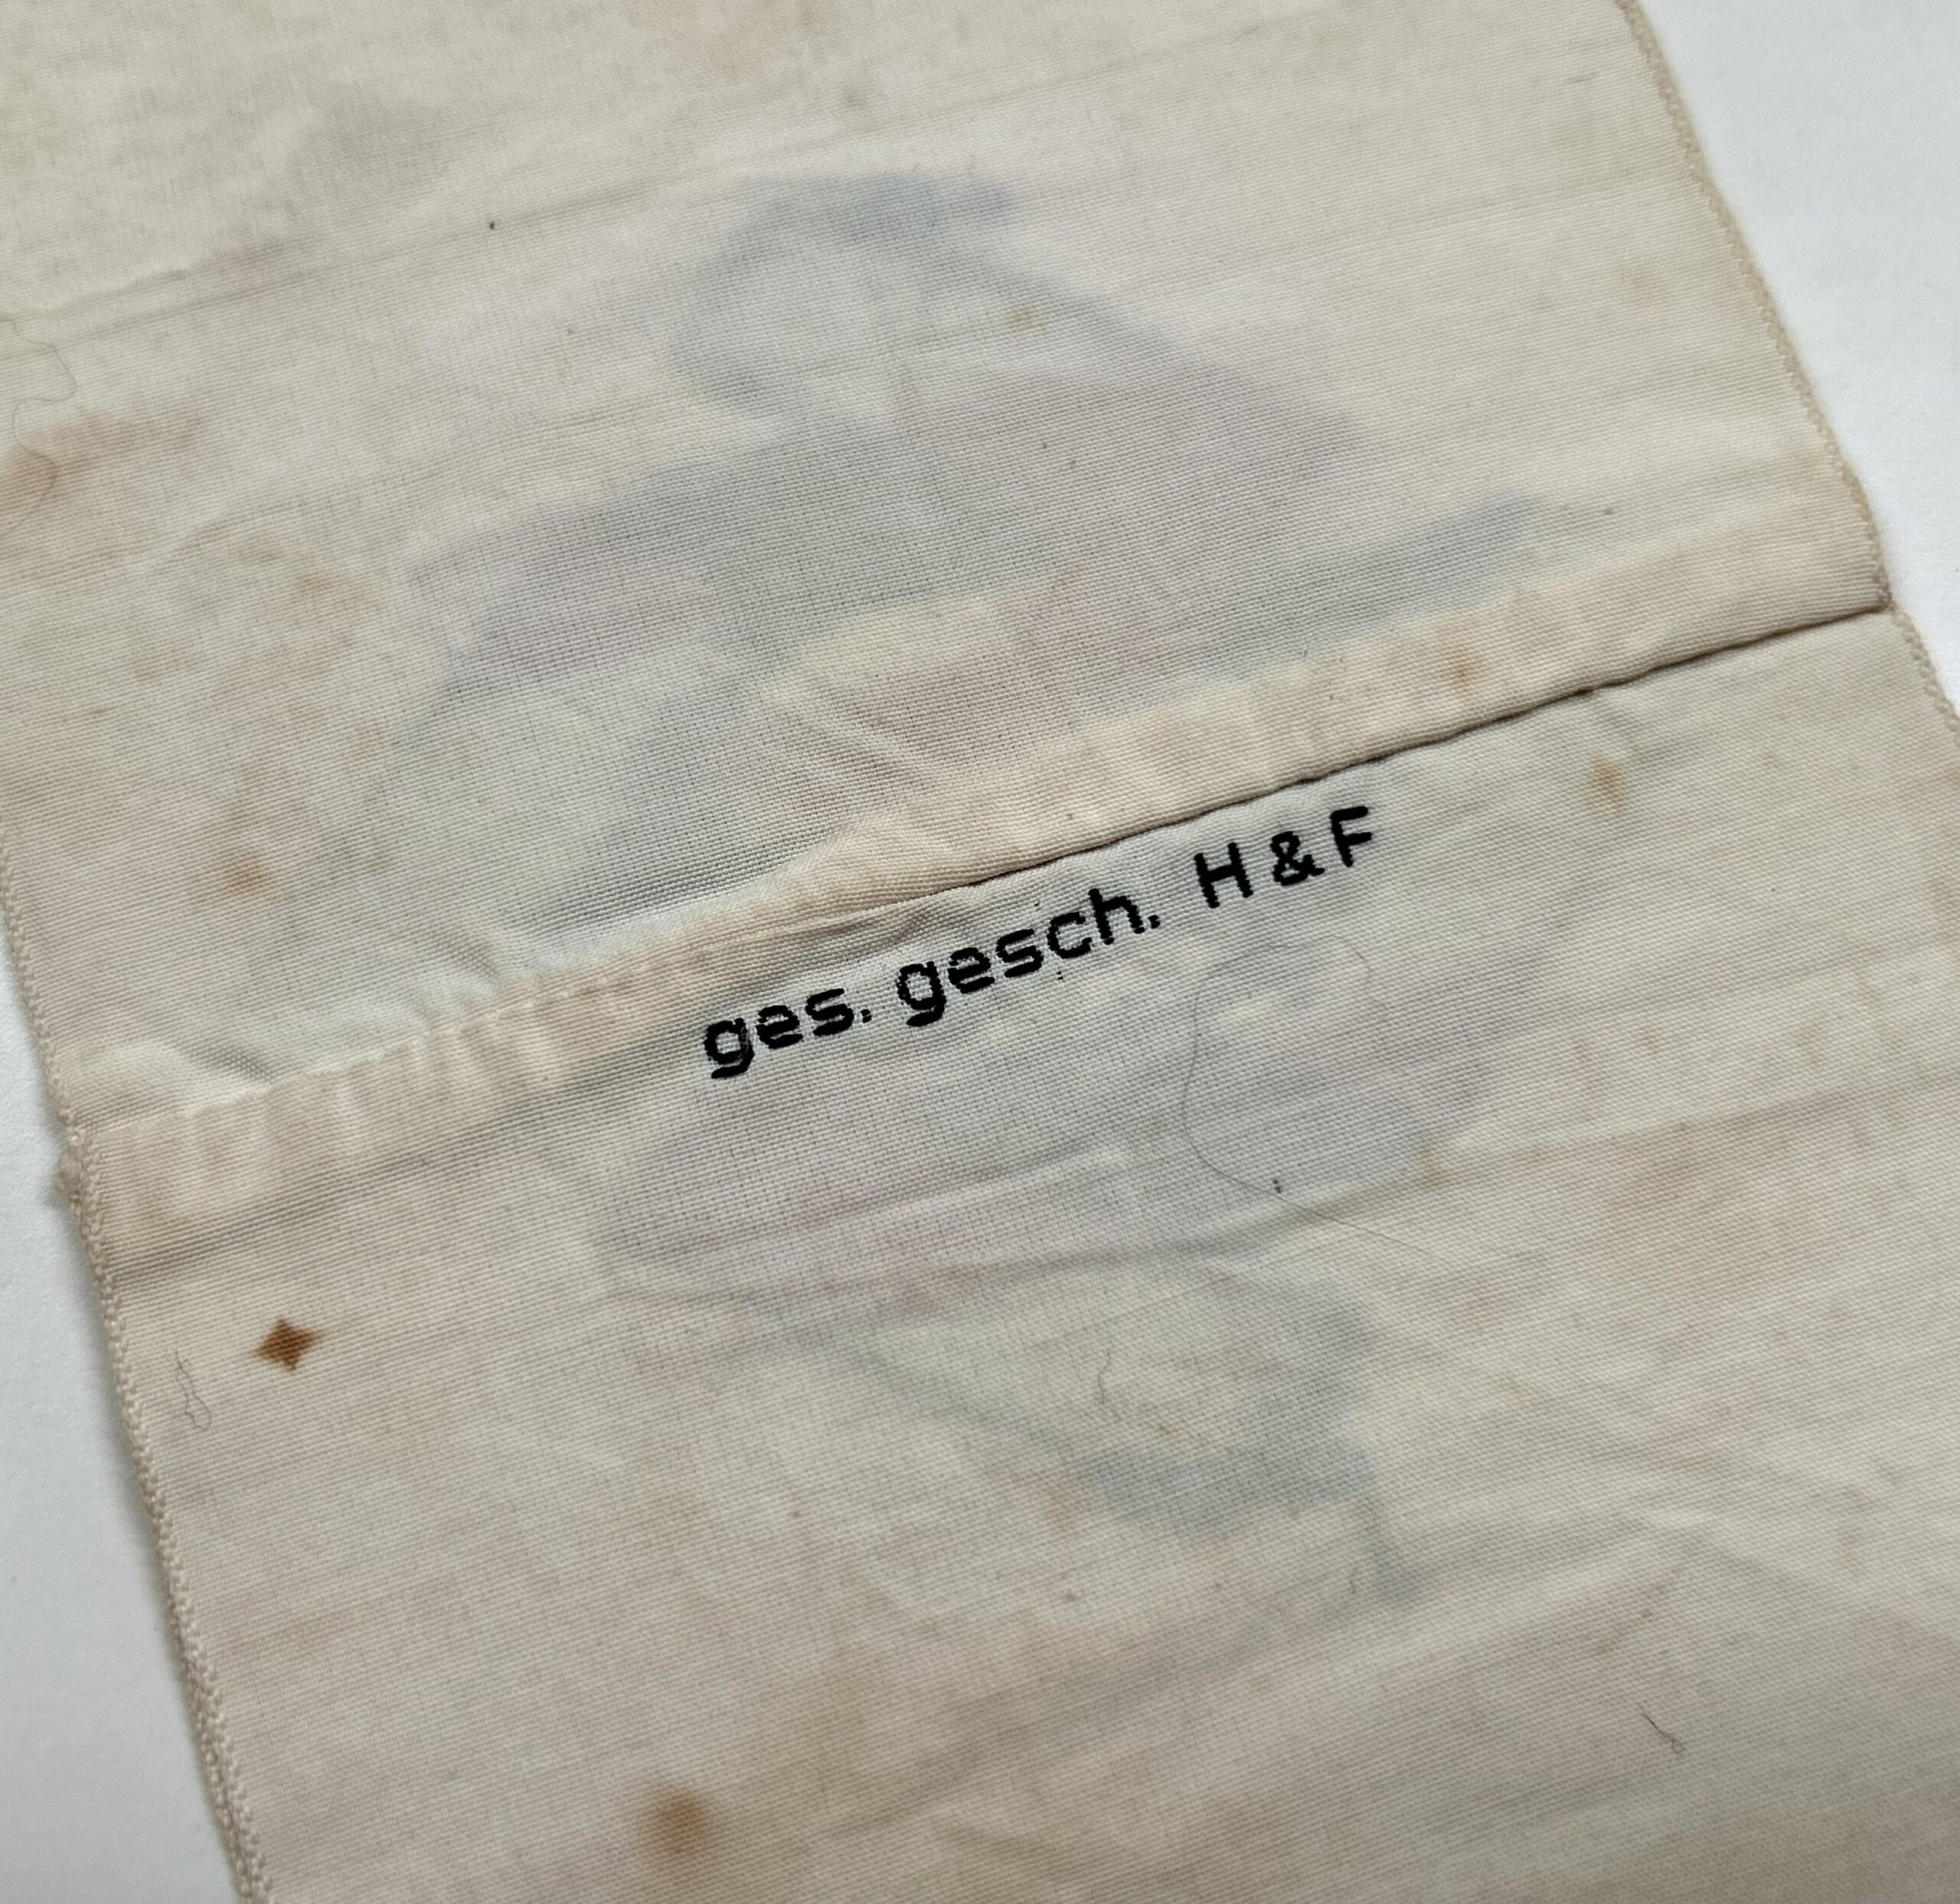 ges. gesch. H & F